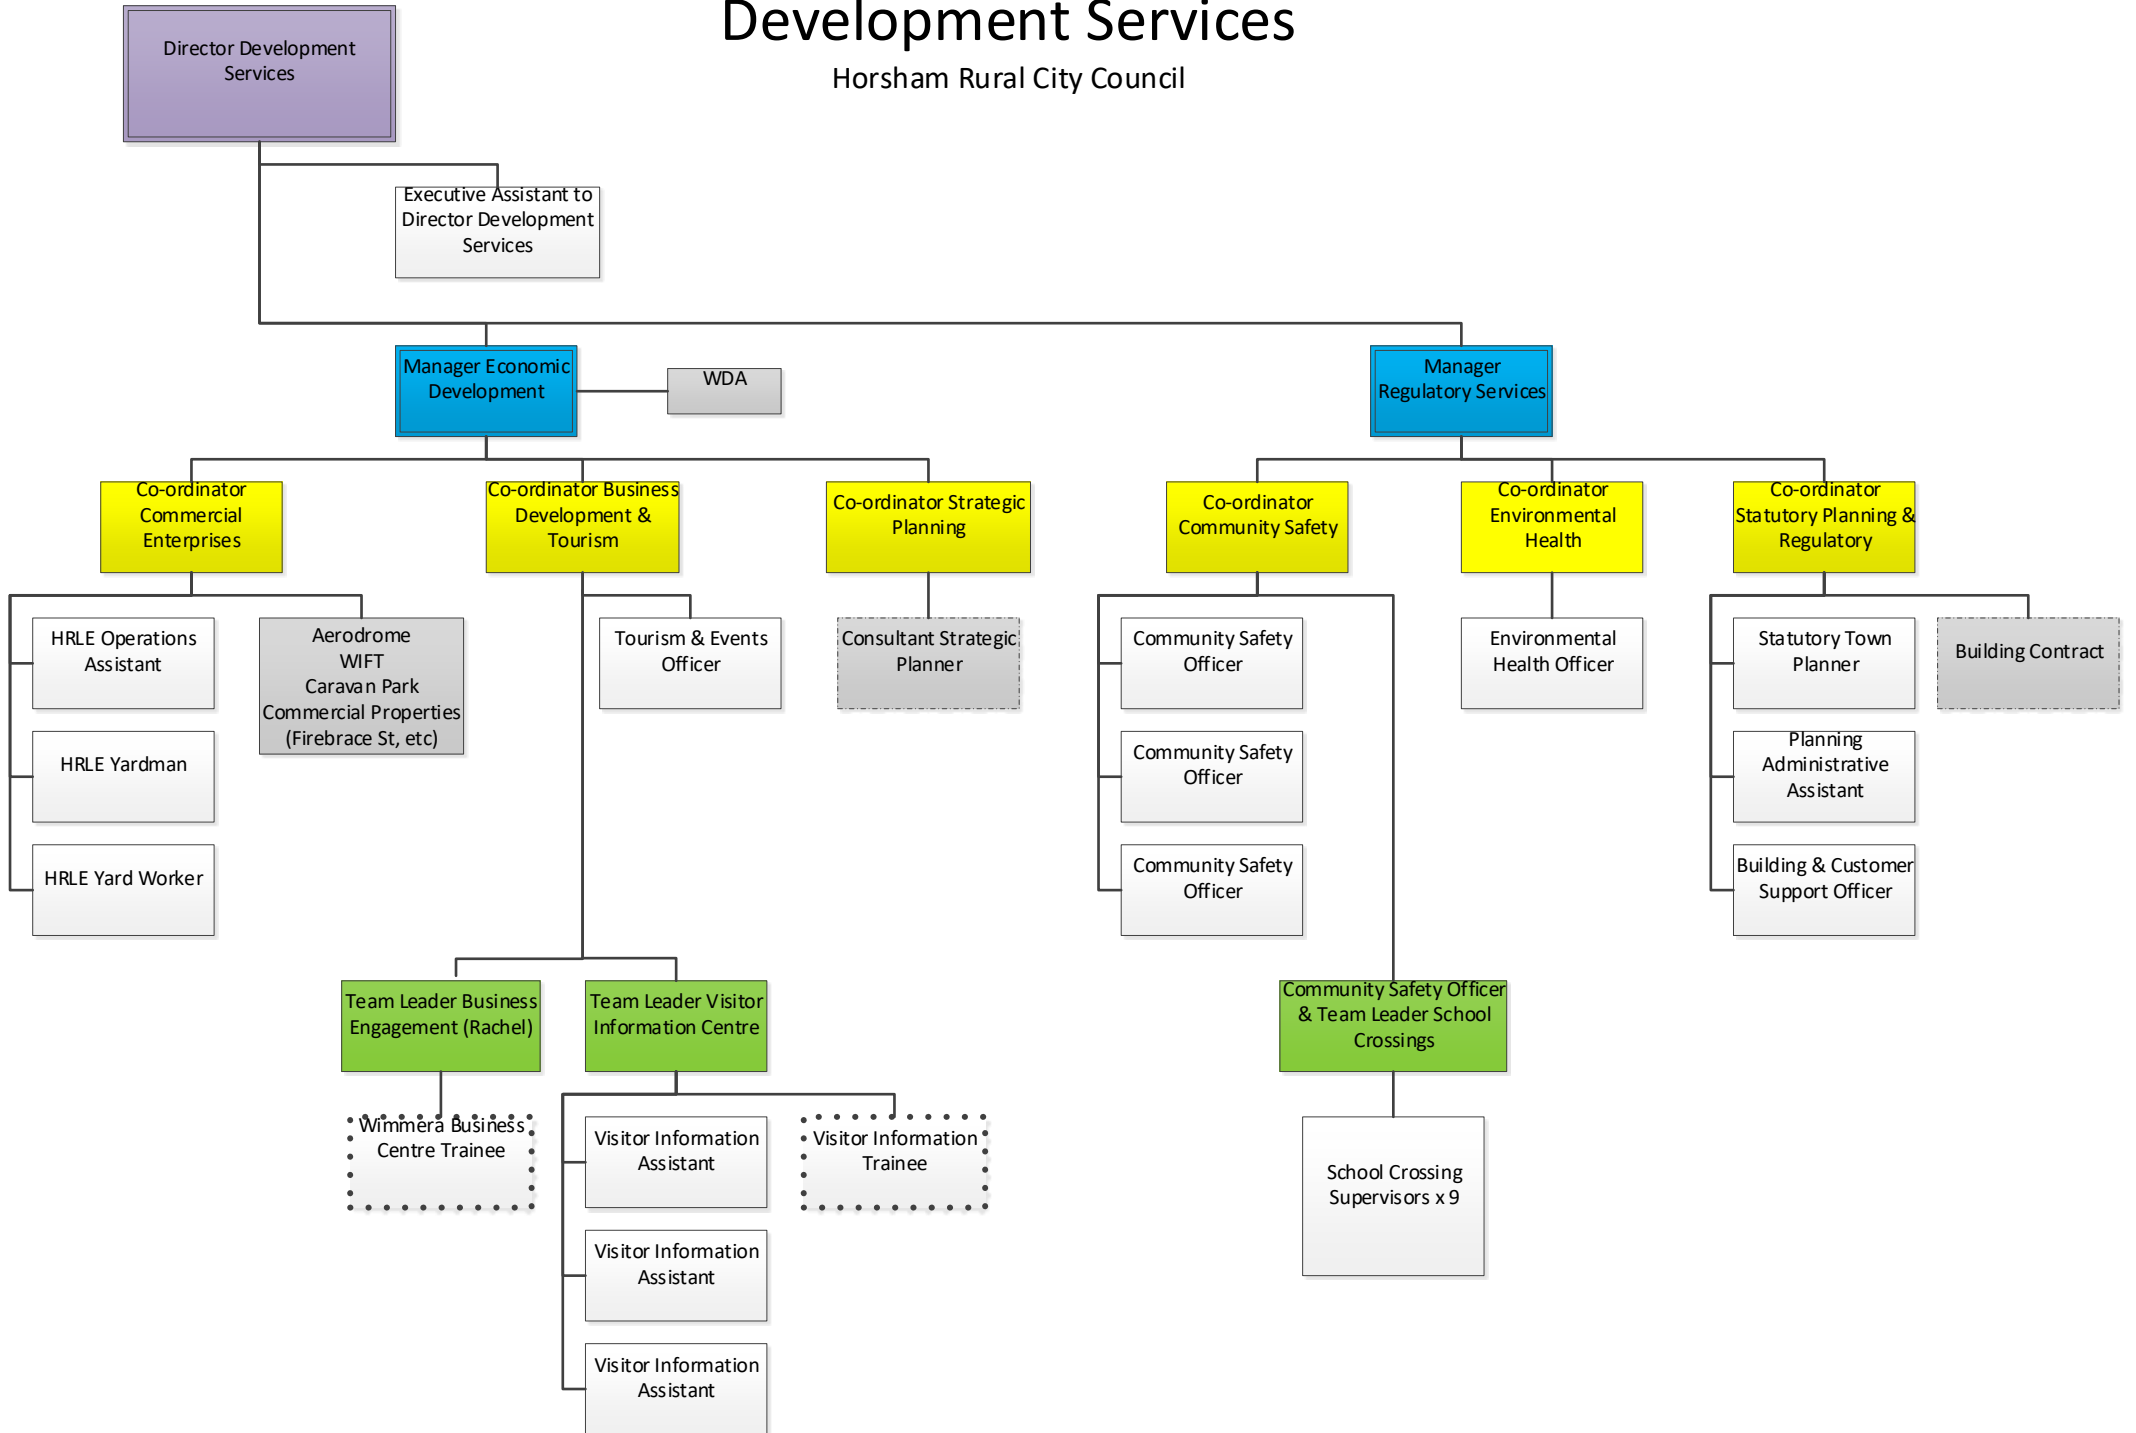 Development Services
Horsham Rural City Council
Director Development
Services
Executive Assistant to
Director Development
Services
Manager Economic
Development
WDA
Manager
Regulatory Services
Co-ordinator
Commercial
Enterprises
Co-ordinator Business
Development &
Tourism
Co-ordinator Strategic
Planning
Co-ordinator
Community Safety
Co-ordinator
Environmental
Health
Co-ordinator
Statutory Planning &
Regulatory
HRLE Operations
Assistant
Aerodrome
WIFT
Caravan Park
Commercial Properties
(Firebrace St, etc)
Tourism & Events
Officer
Consultant Strategic
Planner
Community Safety
Officer
Environmental
Health Officer
Statutory Town
Planner
Building Contract
HRLE Yardman
Community Safety
Officer
Planning
Administrative
Assistant
HRLE Yard Worker
Community Safety
Officer
Building & Customer
Support Officer
Team Leader Business
Engagement (Rachel)
Team Leader Visitor
Information Centre
Community Safety Officer
& Team Leader School
Crossings
Wimmera Business
Centre Trainee
Visitor Information
Assistant
Visitor Information
Trainee
School Crossing
Supervisors x 9
Visitor Information
Assistant
Visitor Information
Assistant